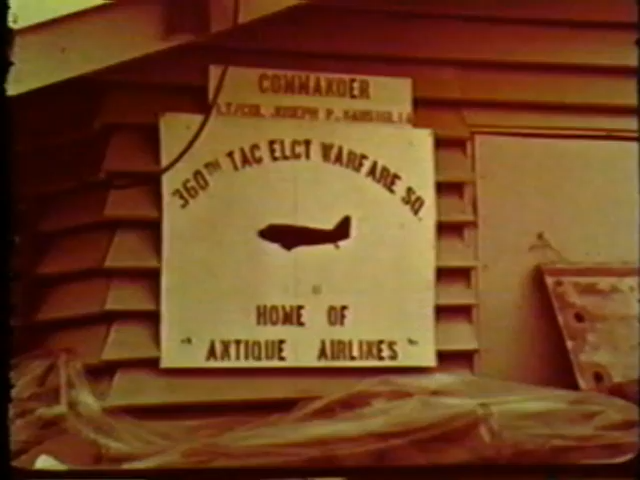 COMMANDER
LT/COL. JOSEPH P.
360TH TAC ELCT WARFARE SQ.
HOME OF
" ANTIQUE AIRLINES "